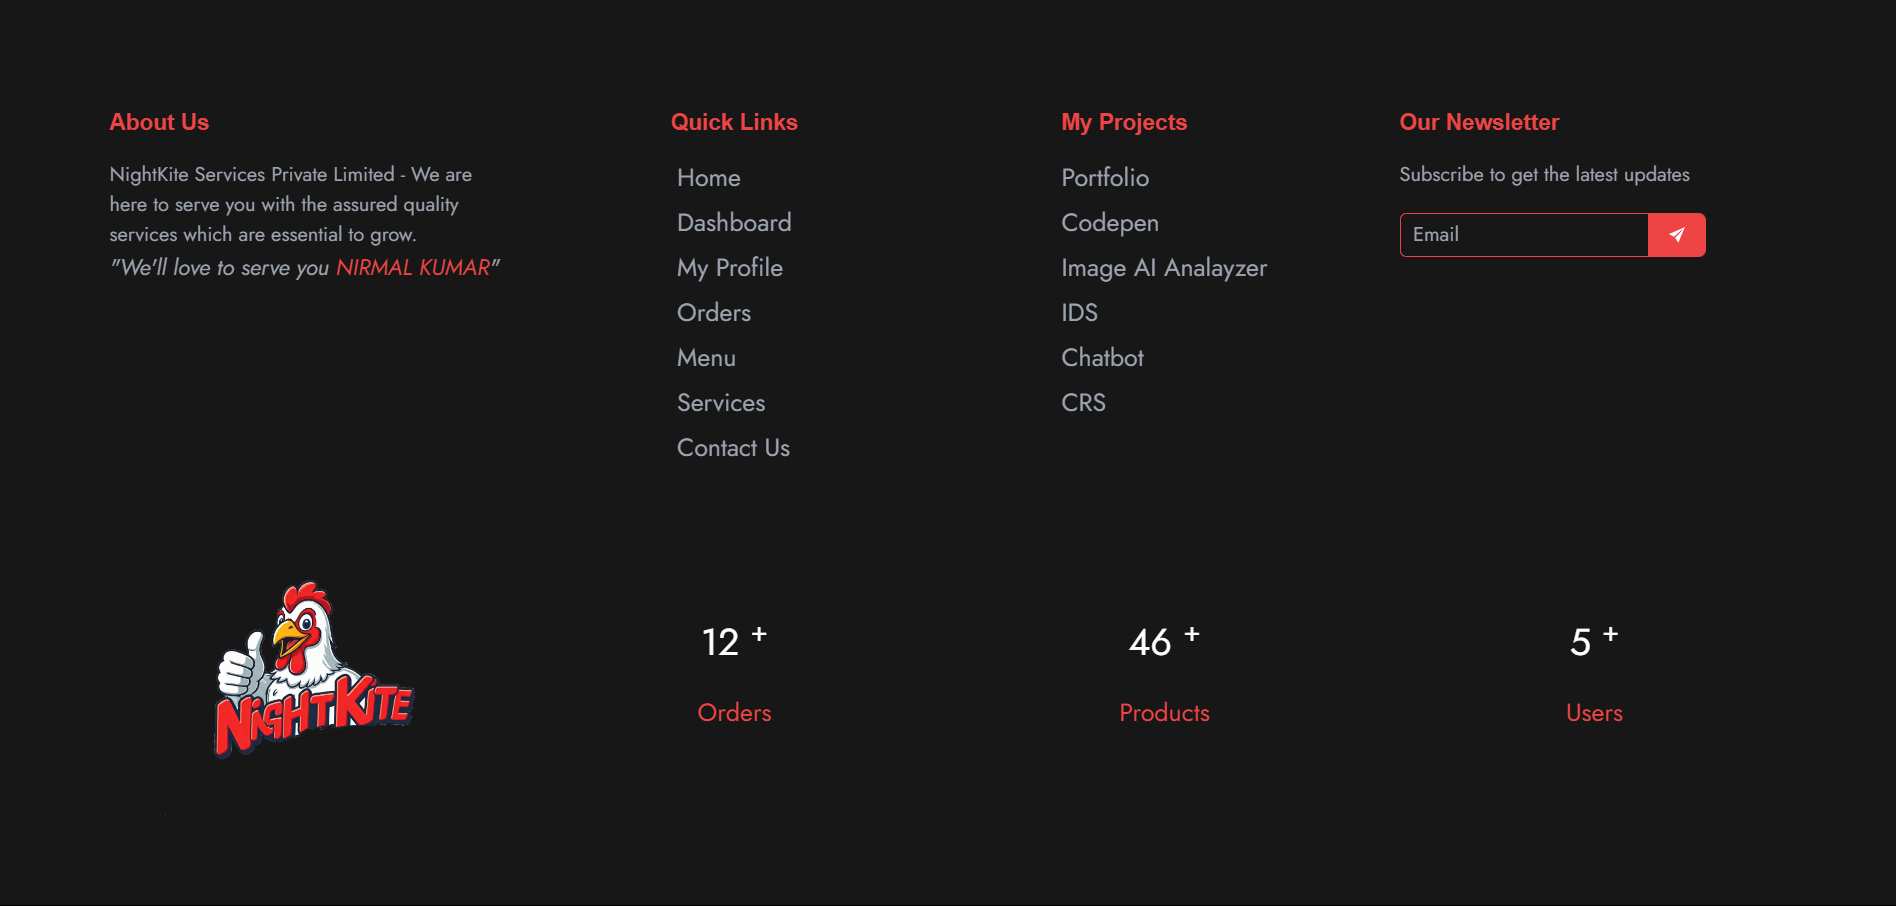 About Us
NightKite Services Private Limited - We are
here to serve you with the assured quality
services which are essential to grow.
"We'll love to serve you NIRMAL KUMAR"
Quick Links
Home
Dashboard
My Profile
Orders
Menu
Services
Contact Us
My Projects
Portfolio
Codepen
Image AI Analayzer
IDS
Chatbot
CRS
Our Newsletter
Subscribe to get the latest updates
Email
NIGHTKITE
12 +
Orders
46 +
Products
5 +
Users